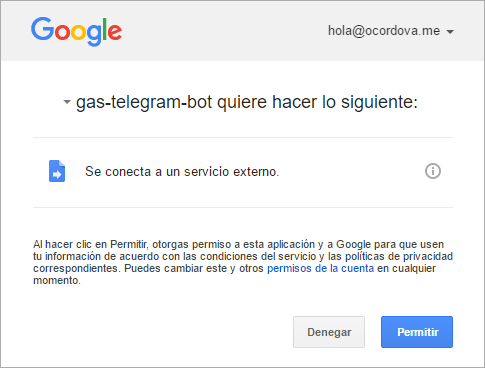 Google
hola@ocordova.me
gas-telegram-bot quiere hacer lo siguiente:
Se conecta a un servicio externo.
Al hacer clic en Permitir, otorgas permiso a esta aplicación y a Google para que usen
tu información de acuerdo con las condiciones del servicio y las políticas de privacidad
correspondientes. Puedes cambiar este y otros permisos de la cuenta en cualquier
momento.
Denegar
Permitir